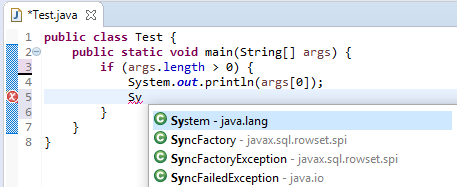 *Test.java
1 public class Test {
2 public static void main(String[] args) {
3 if (args.length > 0) {
4 System.out.println(args[0]);
5 Sy
6 }
7 }
8 }
System - java.lang
SyncFactory - javax.sql.rowset.spi
SyncFactoryException - javax.sql.rowset.spi
SyncFailedException - java.io